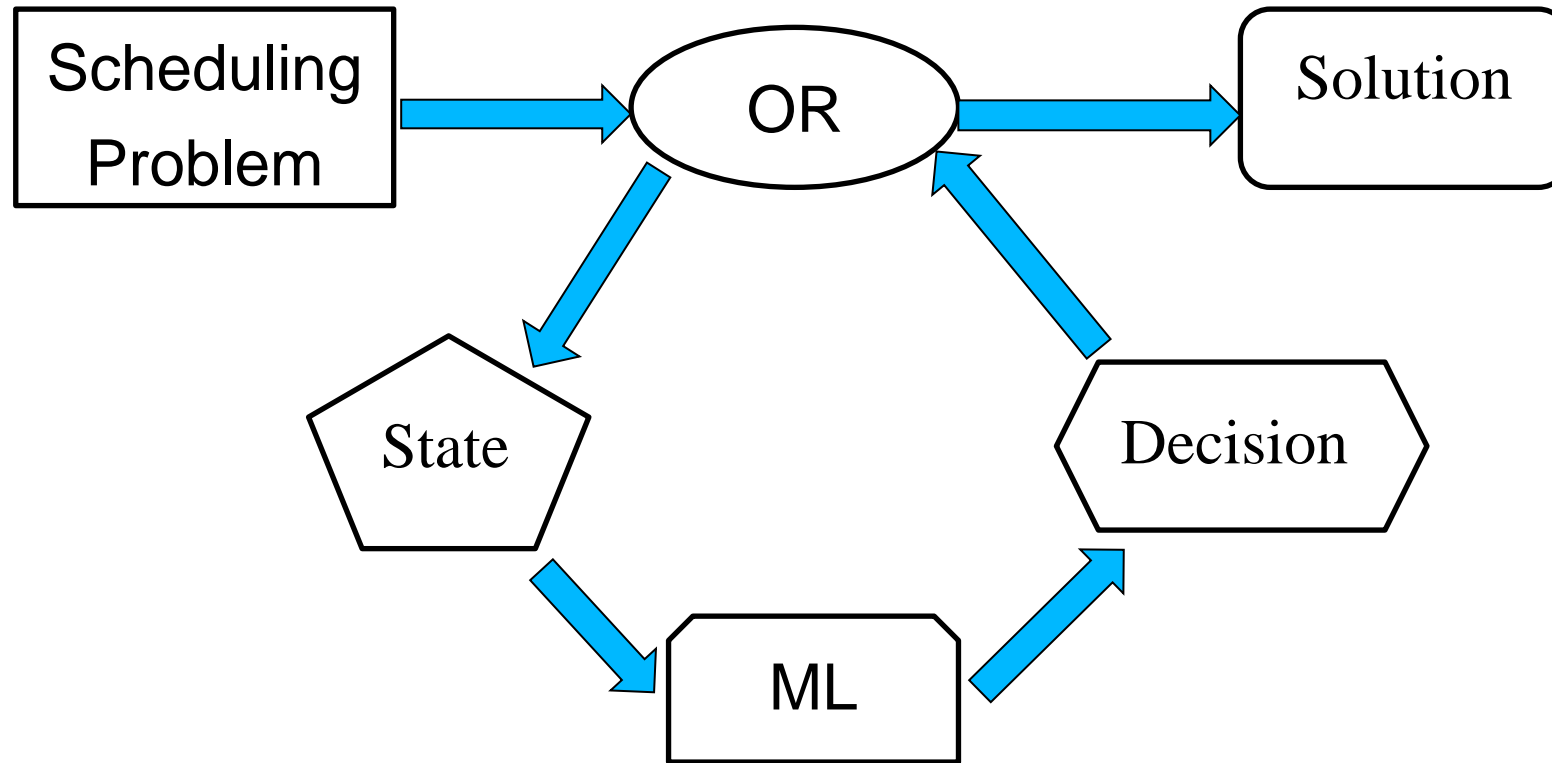 Scheduling
Problem
OR
Solution
State
Decision
ML